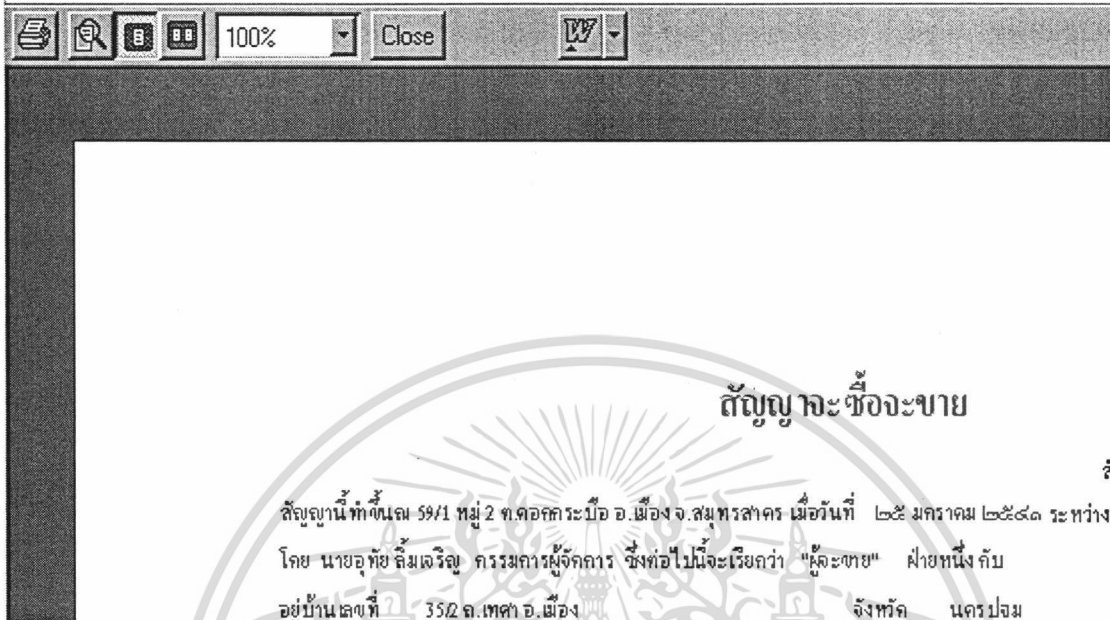 100% Close W
สัญญาจะซื้อจะขาย
สัญญานี้ทำขึ้นณ 59/1 หมู่ 2 ต.คอกกระบือ อ.เมือง จ.สมุทรสาคร เมื่อวันที่ ๒๕ มกราคม ๒๕๔๑ ระหว่าง
โดย นายอุทัย ลิ้มเจริญ กรรมการผู้จัดการ ซึ่งต่อไปนี้จะเรียกว่า "ผู้จะขาย" ฝ่ายหนึ่ง กับ
อยู่บ้านเลขที่ 35/2 ถ.เทศา อ.เมือง จังหวัด นครปฐม